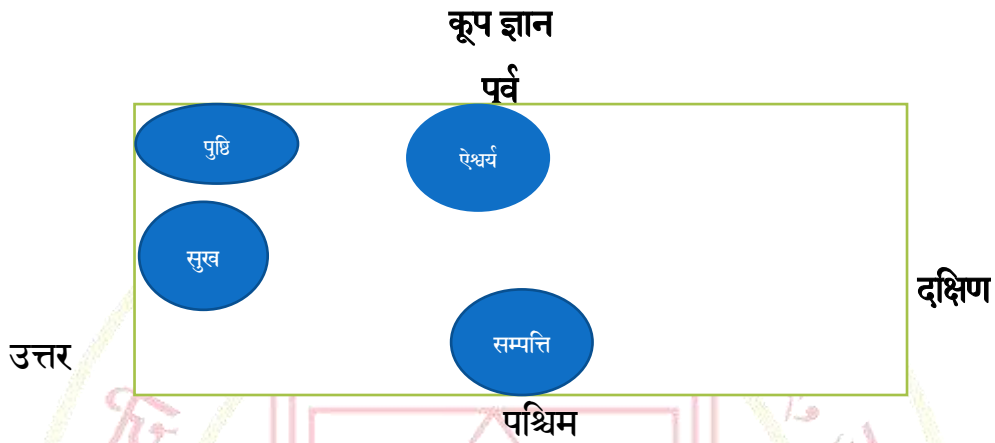 कूप ज्ञान
पूर्व
पुष्ठि
ऐश्वर्य
सुख
दक्षिण
सम्पत्ति
उत्तर
पश्चिम